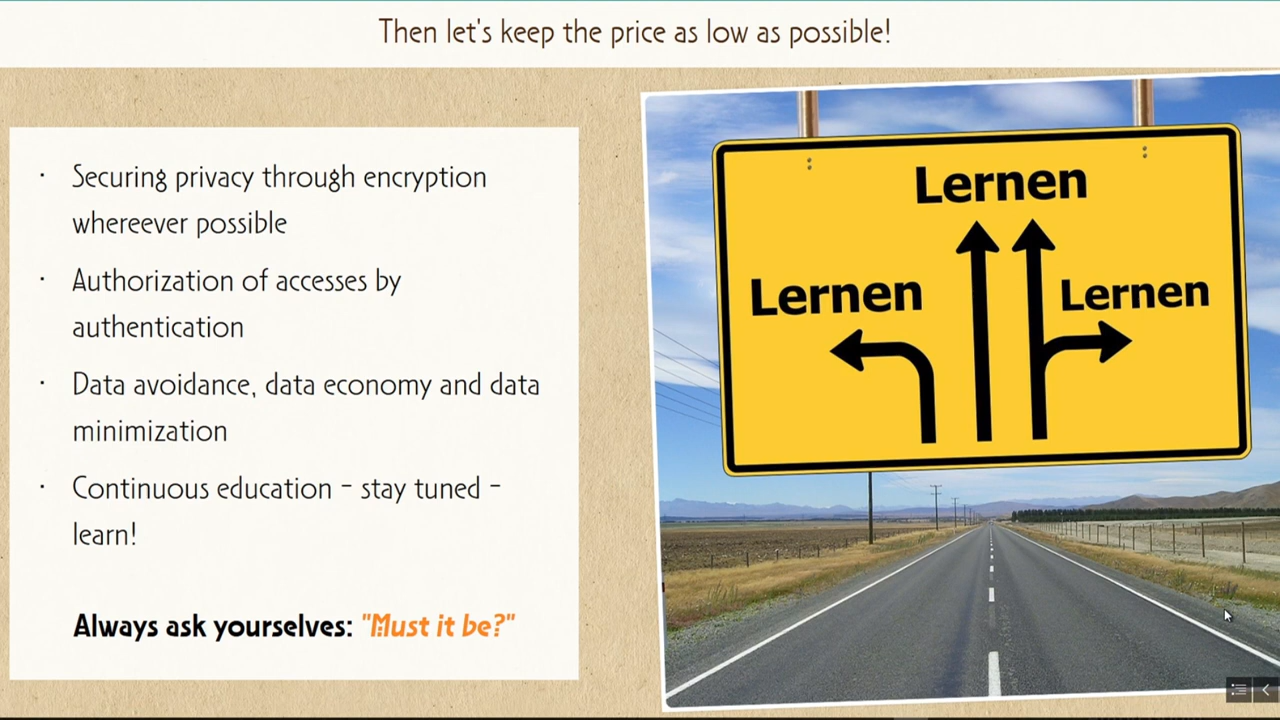 Then let's keep the price as low as possible!
· Securing privacy through encryption
whereever possible
· Authorization of accesses by
authentication
· Data avoidance, data economy and data
minimization
· Continuous education - stay tuned -
learn!
Always ask yourselves: "Must it be?"
Lernen
Lernen
Lernen